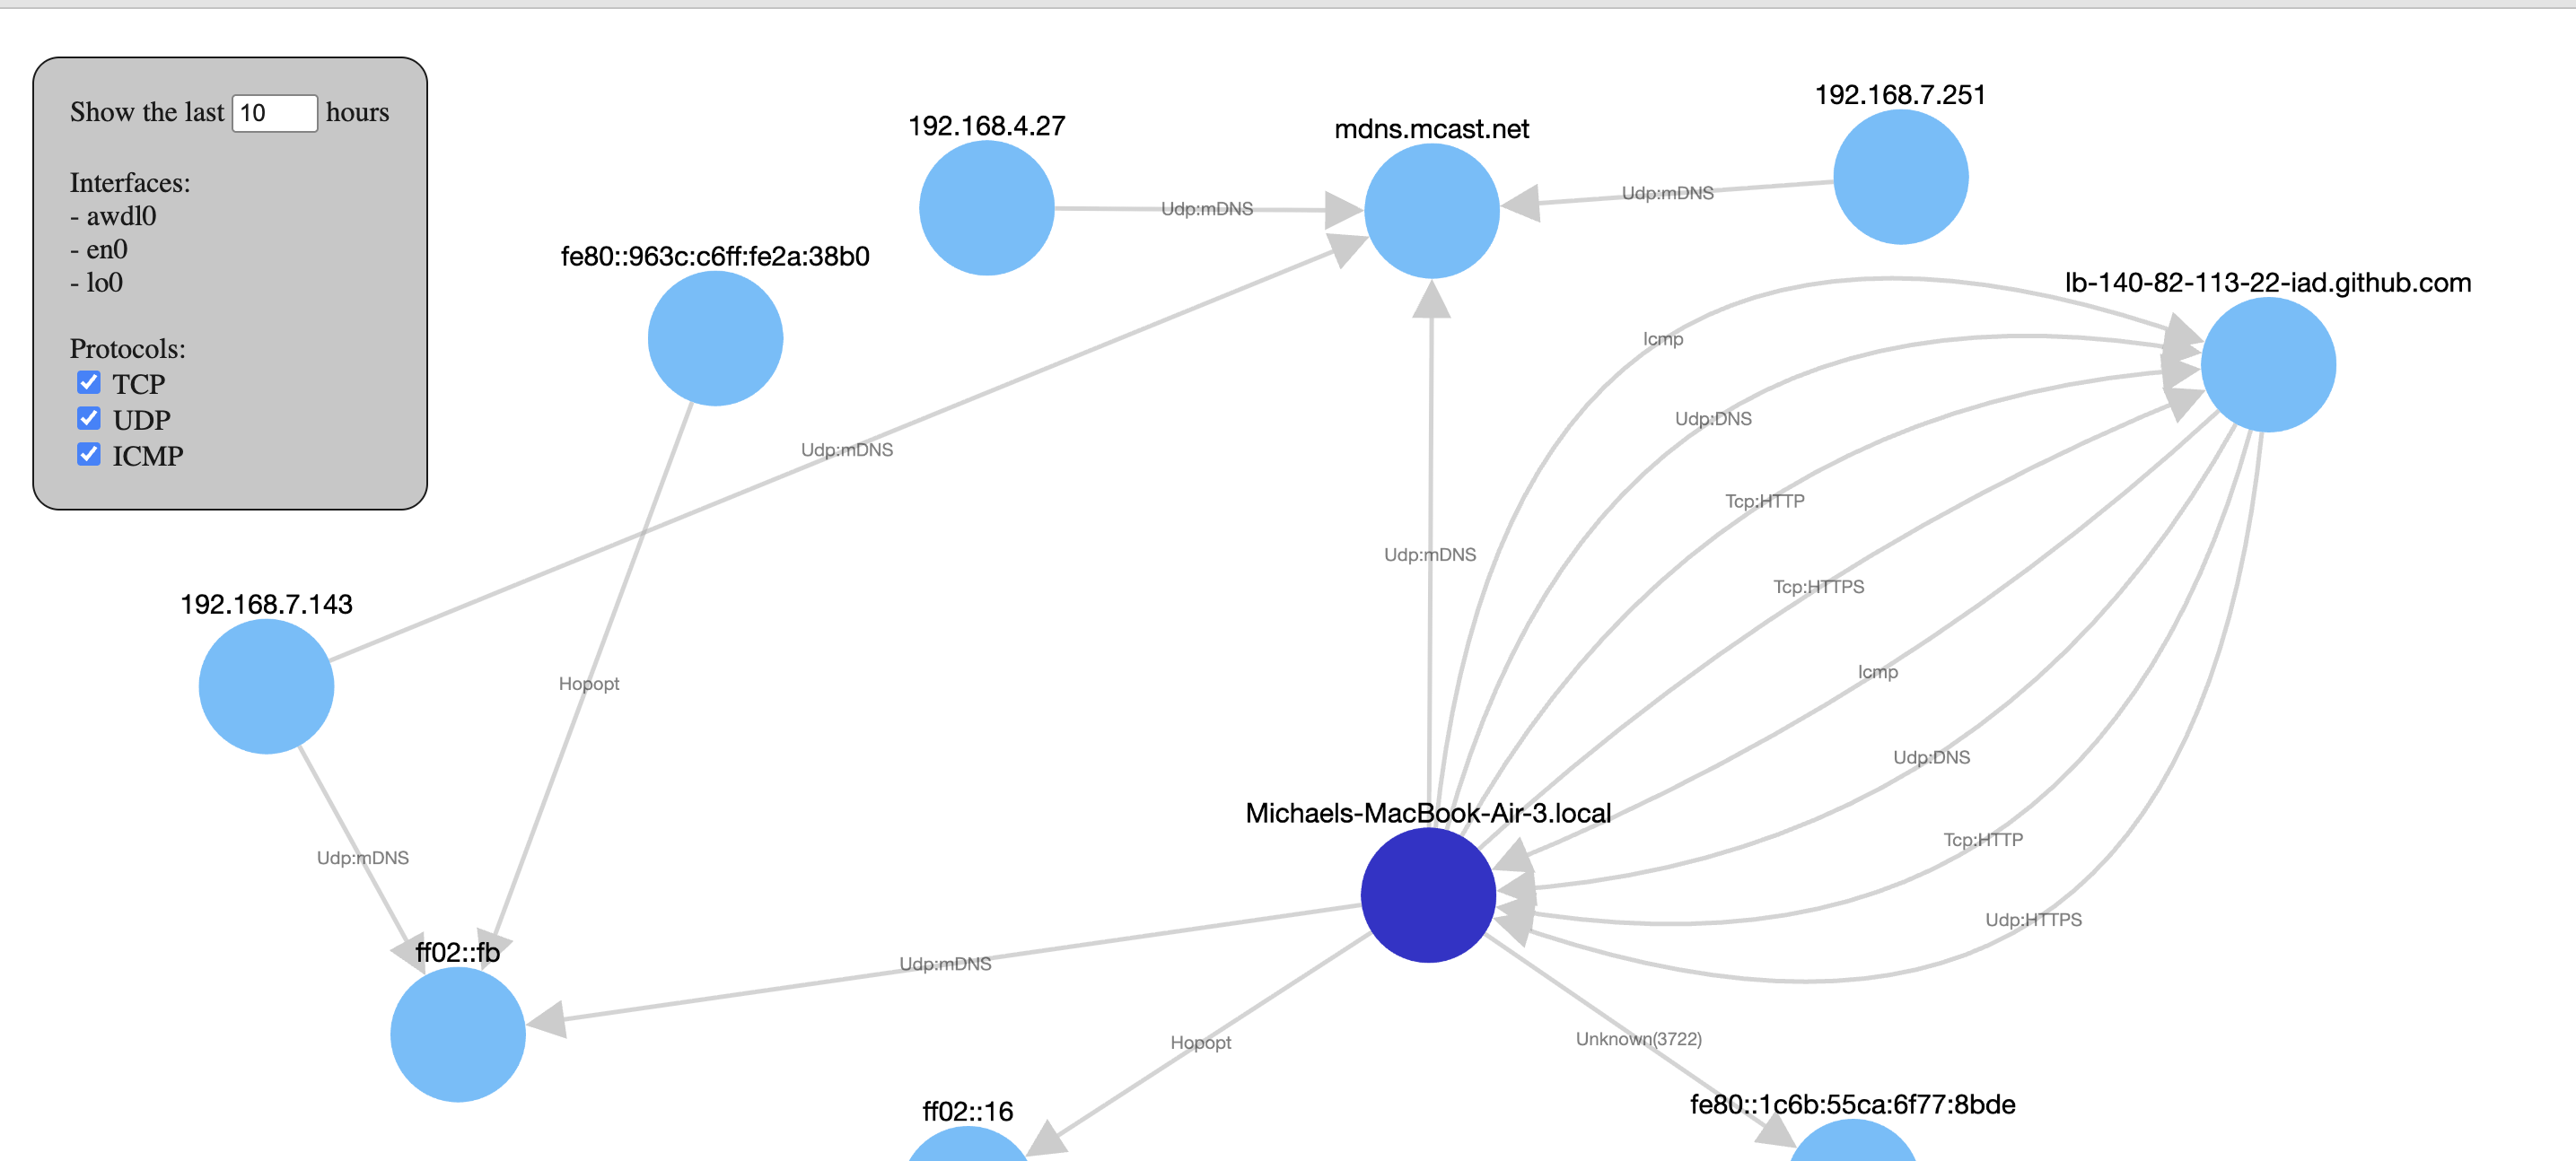 Show the last 10 hours
Interfaces:
- awdl0
- en0
- lo0
Protocols:
TCP
UDP
ICMP
192.168.4.27
mdns.mcast.net
192.168.7.251
Udp:mDNS
Udp:mDNS
fe80::963c:c6ff:fe2a:38b0
lb-140-82-113-22-iad.github.com
Icmp
Udp:DNS
Udp:mDNS
Tcp:HTTP
Udp:mDNS
Tcp:HTTPS
192.168.7.143
Hopopt
Icmp
Udp:DNS
Michaels-MacBook-Air-3.local
Tcp:HTTP
Udp:mDNS
Udp:HTTPS
ff02::fb
Udp:mDNS
Hopopt
Unknown(3722)
ff02::16
fe80::1c6b:55ca:6f77:8bde